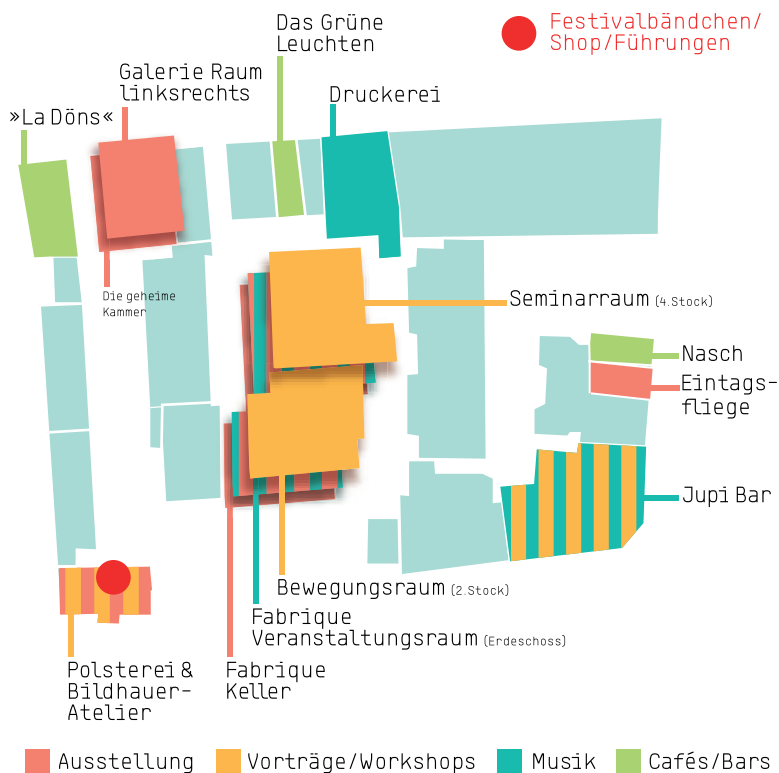 Das Grüne
Leuchten
Festivalbändchen/
Shop/Führungen
Galerie Raum
linksrechts
Druckerei
»La Döns«
Die geheime
Kammer
Seminarraum (4.Stock)
Nasch
Eintags-
fliege
Jupi Bar
Bewegungsraum (2.Stock)
Fabrique
Veranstaltungsraum (Erdeschoss)
Polsterei &
Bildhauer-
Atelier
Fabrique
Keller
Ausstellung
Vorträge/Workshops
Musik
Cafés/Bars